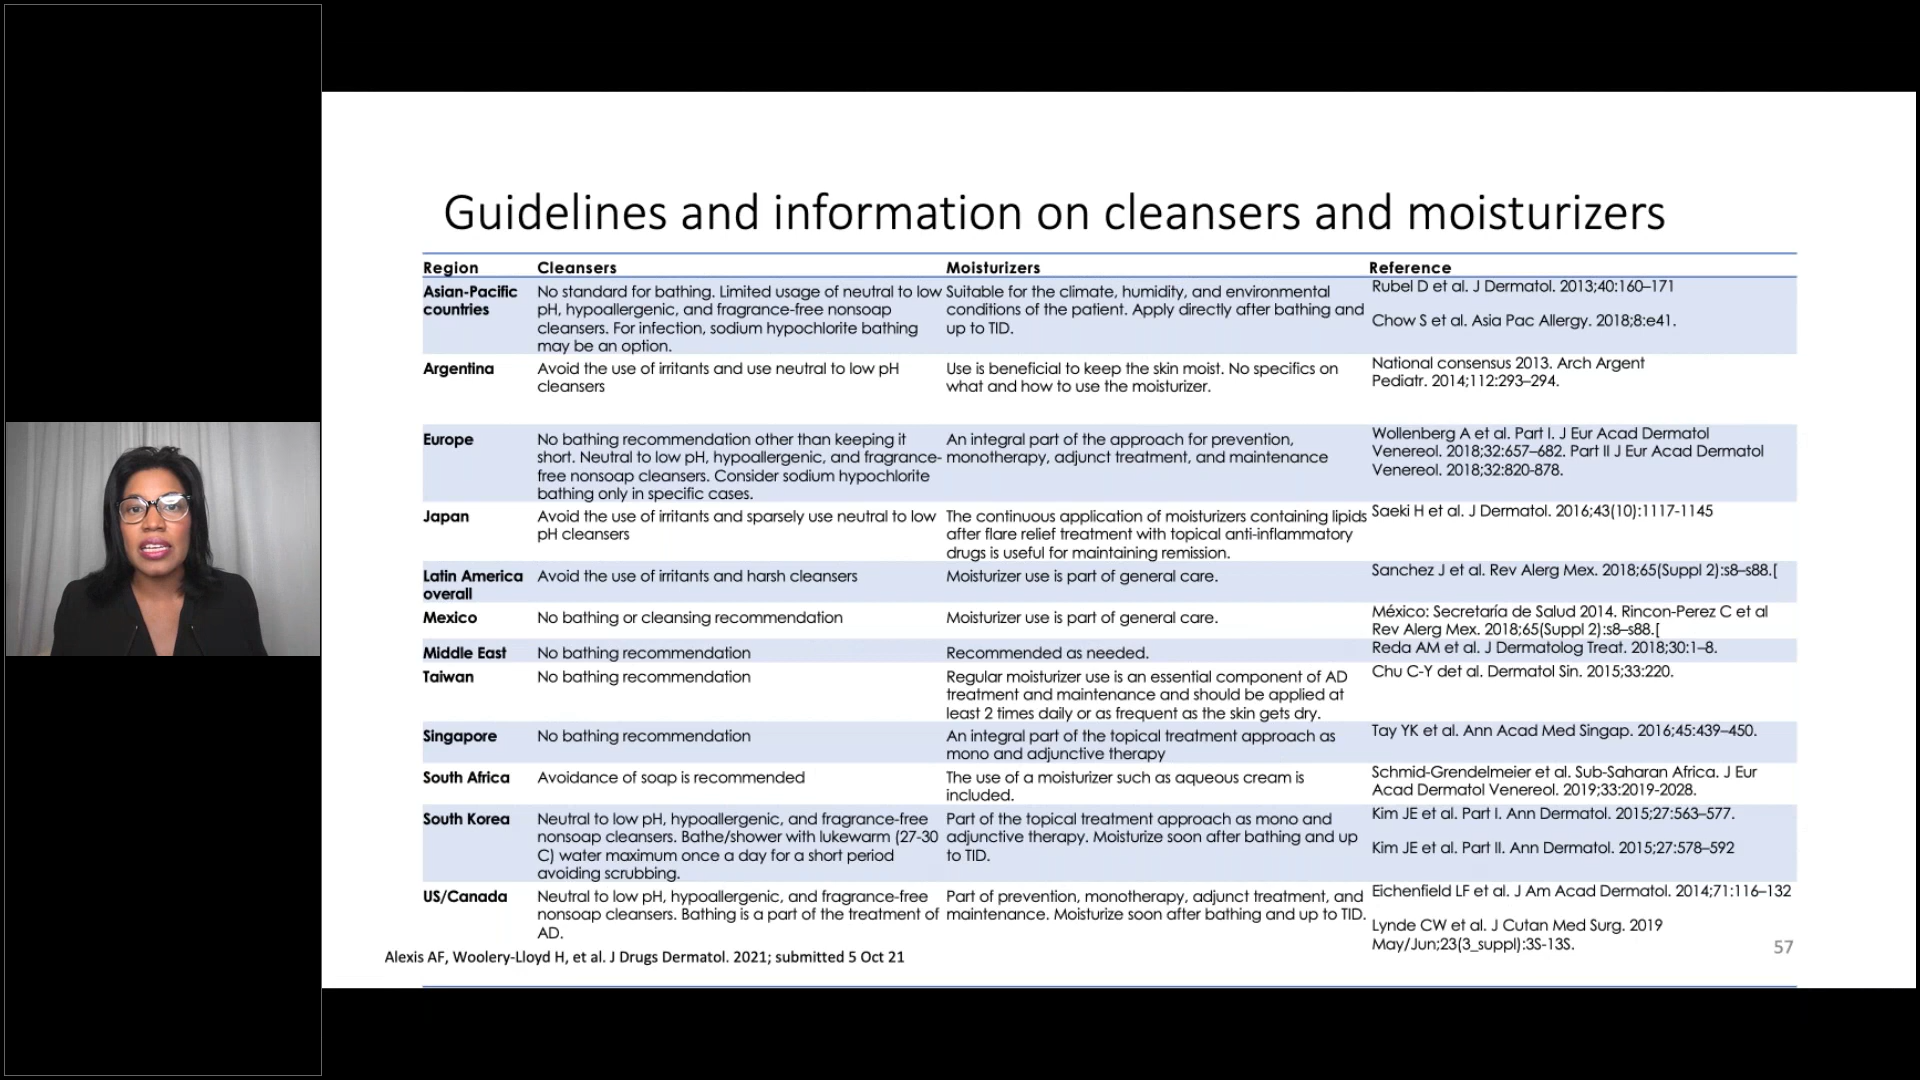 Guidelines and information on cleansers and moisturizers
Region Cleansers Moisturizers Reference
Asian-Pacific countries
No standard for bathing. Limited usage of neutral to low
pH, hypoallergenic, and fragrance-free nonsoap
cleansers. For infection, sodium hypochlorite bathing
may be an option.
Suitable for the climate, humidity, and environmental
conditions of the patient. Apply directly after bathing and
up to TID.
Rubel D et al. J Dermatol. 2013;40:160–171
Chow S et al. Asia Pac Allergy. 2018;8:e41.
Argentina
Avoid the use of irritants and use neutral to low pH
cleansers
Use is beneficial to keep the skin moist. No specifics on
what and how to use the moisturizer.
National consensus 2013. Arch Argent
Pediatr. 2014;112:293–294.
Europe
No bathing recommendation other than keeping it
short. Neutral to low pH, hypoallergenic, and fragrance-
free nonsoap cleansers. Consider sodium hypochlorite
bathing only in specific cases.
An integral part of the approach for prevention,
monotherapy, adjunct treatment, and maintenance
Wollenberg A et al. Part I. J Eur Acad Dermatol
Venereol. 2018;32:657–682. Part II J Eur Acad Dermatol
Venereol. 2018;32:820-878.
Japan
Avoid the use of irritants and sparsely use neutral to low
pH cleansers
The continuous application of moisturizers containing lipids
after flare relief treatment with topical anti-inflammatory
drugs is useful for maintaining remission.
Saeki H et al. J Dermatol. 2016;43(10):1117-1145
Latin America
overall
Avoid the use of irritants and harsh cleansers
Moisturizer use is part of general care.
Sanchez J et al. Rev Alerg Mex. 2018;65(Suppl 2):s8–s88.[
Mexico
No bathing or cleansing recommendation
Moisturizer use is part of general care.
México: Secretaría de Salud 2014. Rincon-Perez C et al
Rev Alerg Mex. 2018;65(Suppl 2):s8–s88.[
Middle East
No bathing recommendation
Recommended as needed.
Reda AM et al. J Dermatolog Treat. 2018;30:1–8.
Taiwan
No bathing recommendation
Regular moisturizer use is an essential component of AD
treatment and maintenance and should be applied at
least 2 times daily or as frequent as the skin gets dry.
Chu C-Y det al. Dermatol Sin. 2015;33:220.
Singapore
No bathing recommendation
An integral part of the topical treatment approach as
mono and adjunctive therapy
Tay YK et al. Ann Acad Med Singap. 2016;45:439–450.
South Africa
Avoidance of soap is recommended
The use of a moisturizer such as aqueous cream is
included.
Schmid-Grendelmeier et al. Sub-Saharan Africa. J Eur
Acad Dermatol Venereol. 2019;33:2019-2028.
South Korea
Neutral to low pH, hypoallergenic, and fragrance-free
nonsoap cleansers. Bathe/shower with lukewarm (27-30
C) water maximum once a day for a short period
avoiding scrubbing.
Part of the topical treatment approach as mono and
adjunctive therapy. Moisturize soon after bathing and up
to TID.
Kim JE et al. Part I. Ann Dermatol. 2015;27:563–577.
Kim JE et al. Part II. Ann Dermatol. 2015;27:578–592
US/Canada
Neutral to low pH, hypoallergenic, and fragrance-free
nonsoap cleansers. Bathing is a part of the treatment of
AD.
Part of prevention, monotherapy, adjunct treatment, and
maintenance. Moisturize soon after bathing and up to TID.
Eichenfield LF et al. J Am Acad Dermatol. 2014;71:116–132
Lynde CW et al. J Cutan Med Surg. 2019
May/Jun;23(3_suppl):3S-13S.
Alexis AF, Woolery-Lloyd H, et al. J Drugs Dermatol. 2021; submitted 5 Oct 21
57